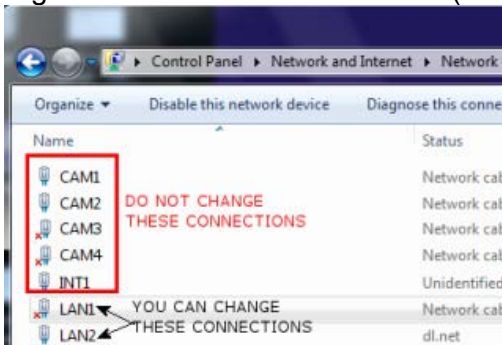 Control Panel ▸ Network and Internet ▸ Network
Organize ▾ Disable this network device Diagnose this conne
Name Status
CAM1 Network cab
CAM2 DO NOT CHANGE Network cab
CAM3 THESE CONNECTIONS Network cab
CAM4 Network cab
INT1 Unidentified
LAN1 YOU CAN CHANGE Network cab
LAN2 THESE CONNECTIONS dl.net